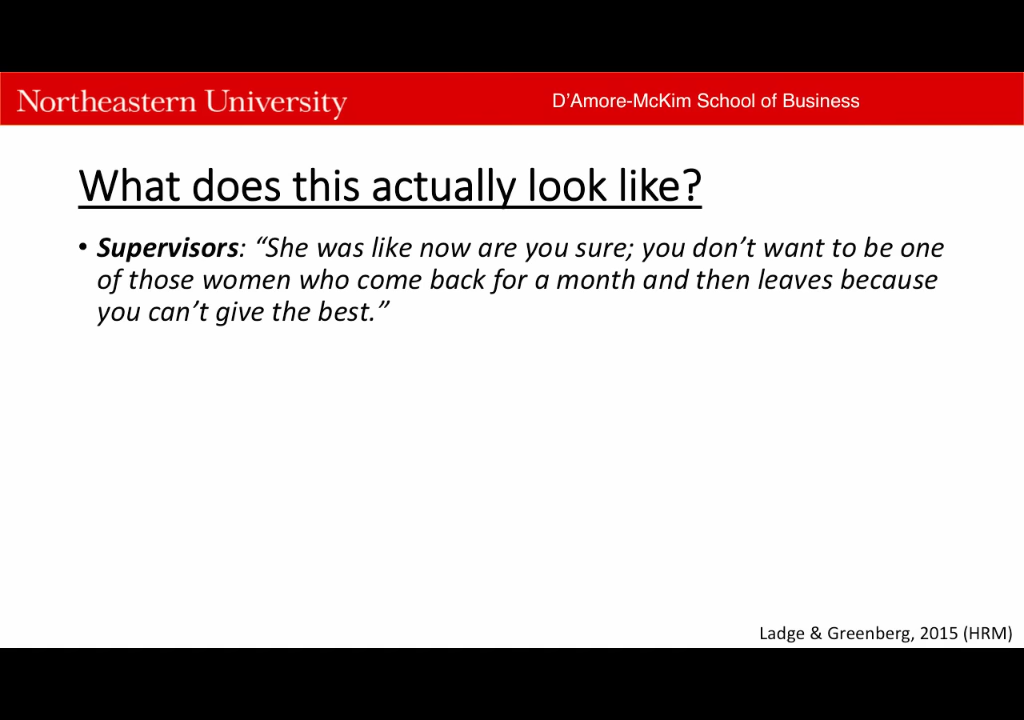 Northeastern University
D’Amore-McKim School of Business
What does this actually look like?
• Supervisors: “She was like now are you sure; you don’t want to be one
of those women who come back for a month and then leaves because
you can’t give the best.”
Ladge & Greenberg, 2015 (HRM)